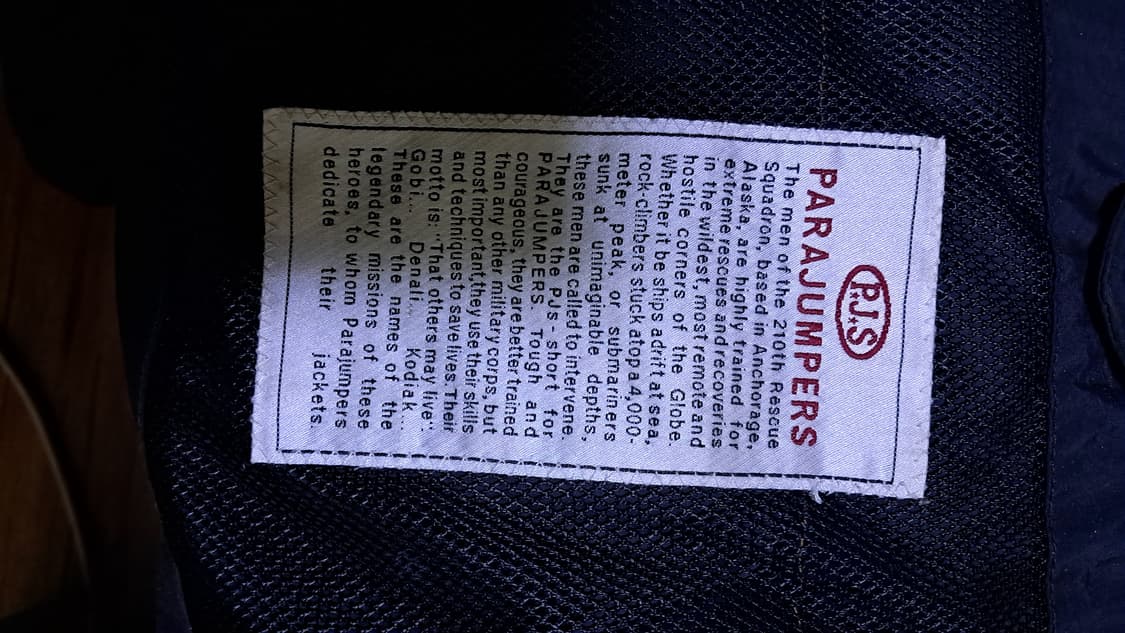 P.J.S
PARAJUMPERS
The men of the 210th Rescue
Squadron, based in Anchorage,
Alaska, are highly trained for
extreme rescues and recoveries
in the wildest, most remote and
hostile corners of the Globe.
Whether it be ships adrift at sea,
rock-climbers stuck atop a 4,000-
meter peak, or submariners
sunk at unimaginable depths,
these men are called to intervene.
They are the PJs - short for
PARAJUMPERS. Tough and
courageous, they are better trained
than any other military corps, but
most important, they use their skills
and techniques to save lives. Their
motto is: "That others may live".
Gobi... Denali... Kodiak...
These are the names of the
legendary missions of these
heroes, to whom Parajumpers
dedicate their jackets.